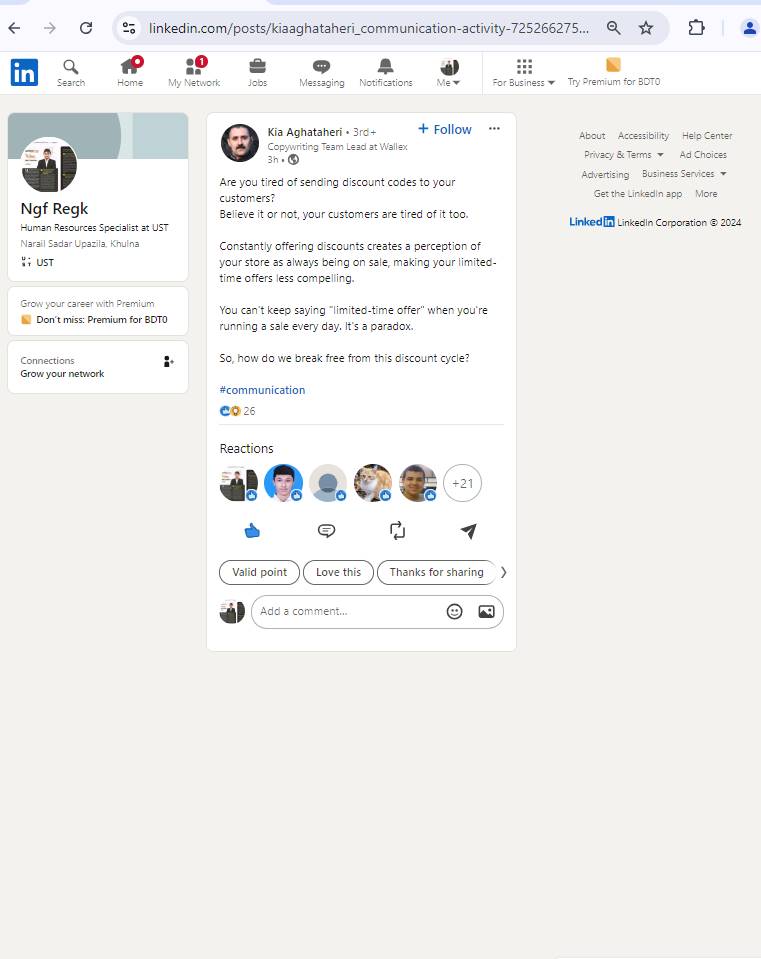 linkedin.com/posts/kiaaghataheri_communication-activity-725266275...
in
Search
Home
1
My Network
Jobs
Messaging
Notifications
Me
For Business
Try Premium for BDT0
Ngf Regk
Human Resources Specialist at UST
Narail Sadar Upazila, Khulna
UST
Grow your career with Premium
Don't miss: Premium for BDT0
Connections
Grow your network
Kia Aghataheri • 3rd+
+ Follow
Copywriting Team Lead at Wallex
3h •
Are you tired of sending discount codes to your
customers?
Believe it or not, your customers are tired of it too.
Constantly offering discounts creates a perception of
your store as always being on sale, making your limited-
time offers less compelling.
You can't keep saying "limited-time offer" when you're
running a sale every day. It's a paradox.
So, how do we break free from this discount cycle?
#communication
26
Reactions
+21
Valid point
Love this
Thanks for sharing
Add a comment...
About Accessibility Help Center
Privacy & Terms Ad Choices
Advertising Business Services
Get the LinkedIn app More
LinkedIn LinkedIn Corporation © 2024